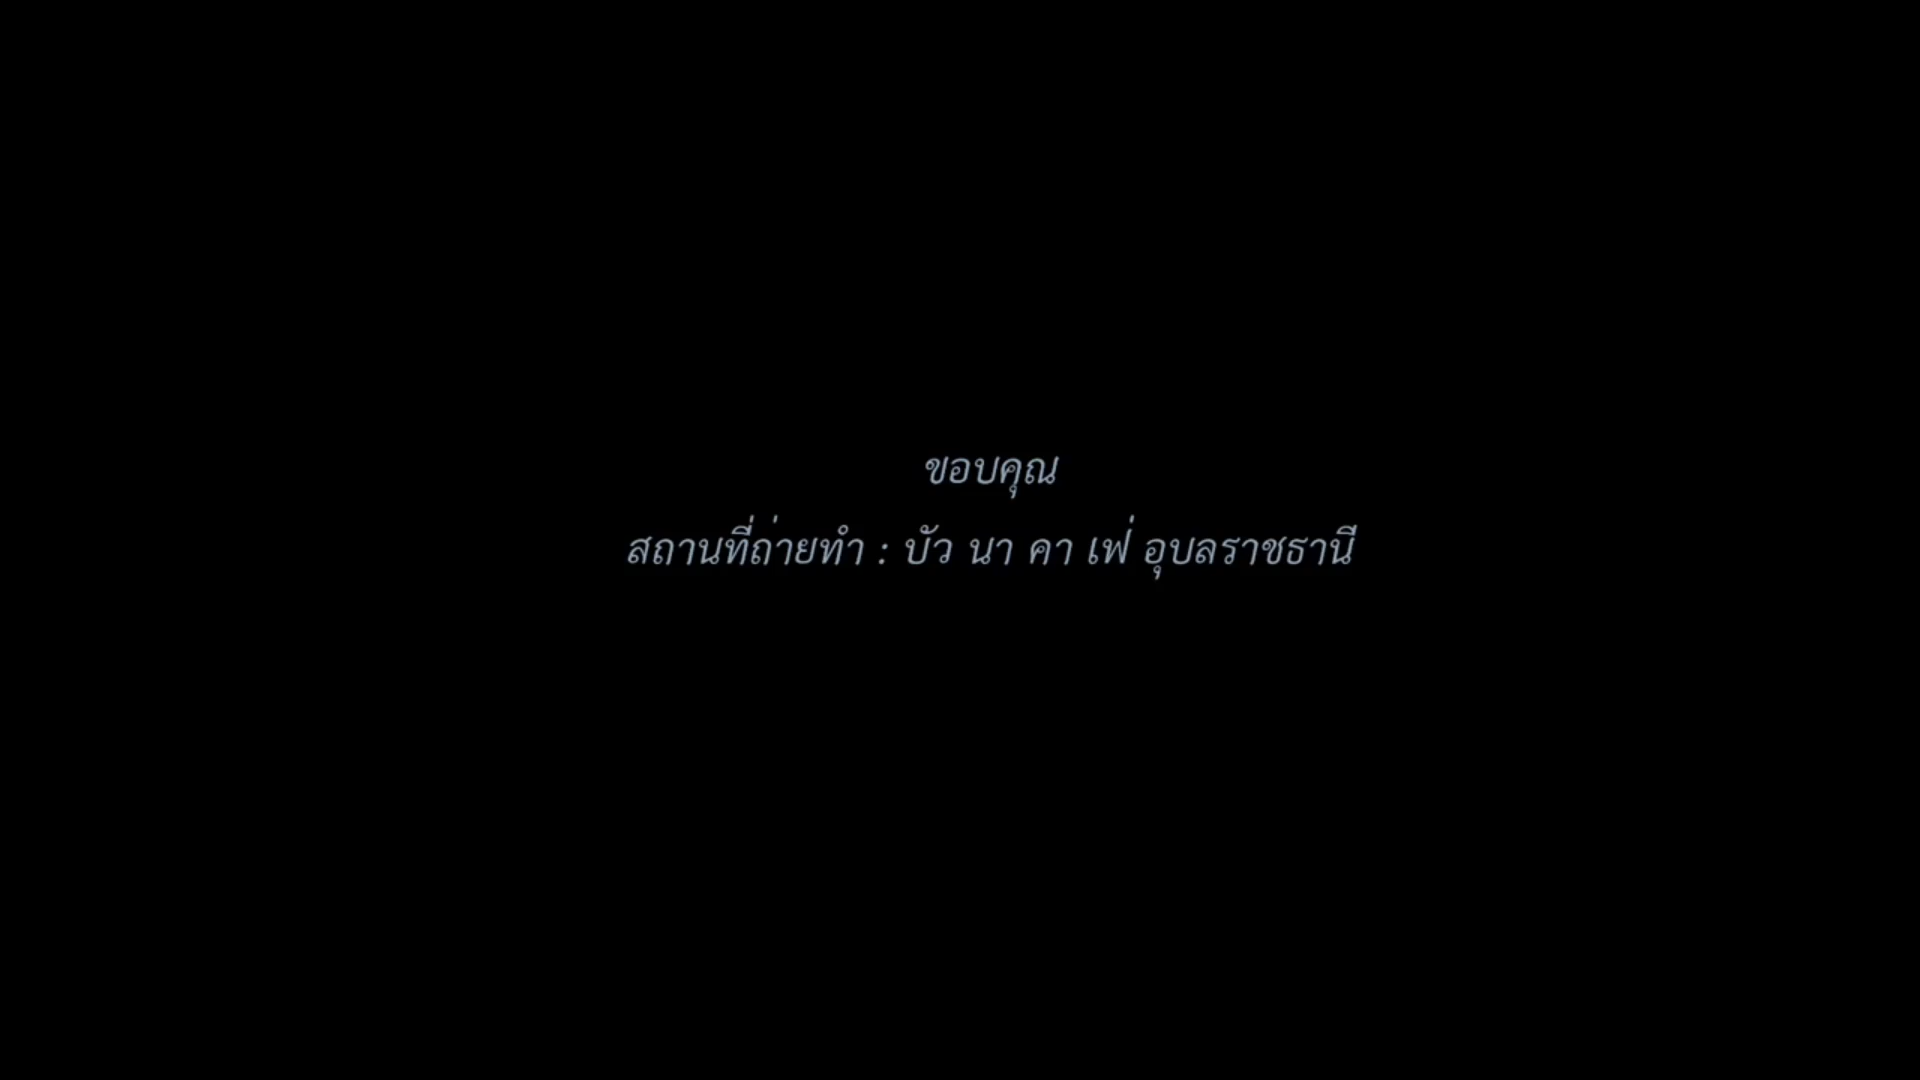 ขอบคุณ
สถานที่ถ่ายทำ : บัว นา คา เฟ่ อุบลราชธานี